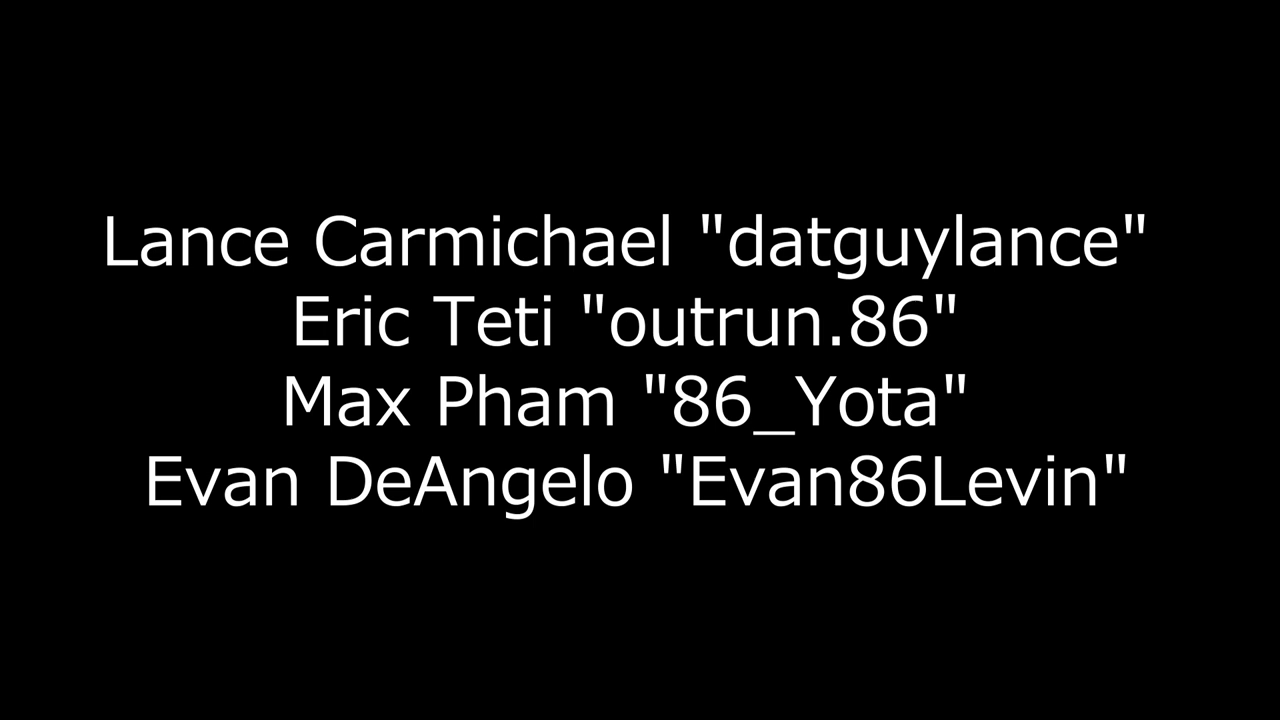 Lance Carmichael "datguylance"
Eric Teti "outrun.86"
Max Pham "86_Yota"
Evan DeAngelo "Evan86Levin"